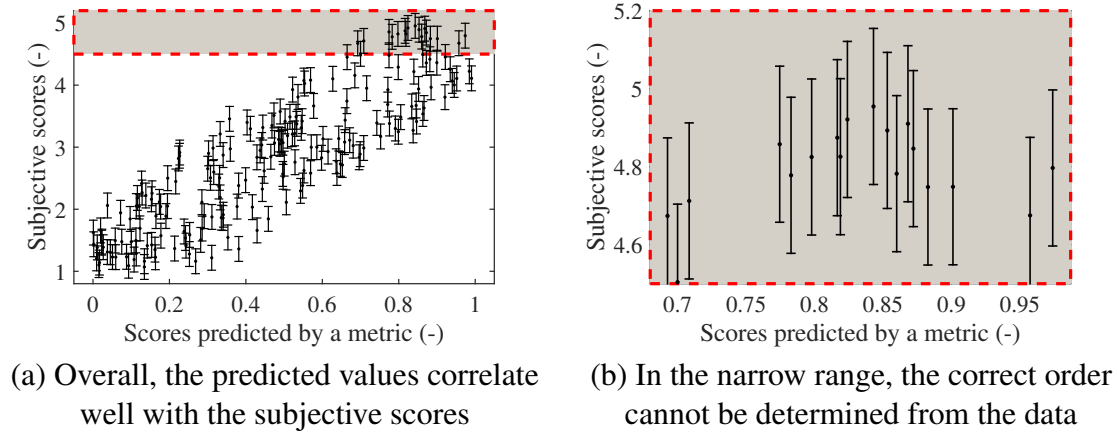 5
4
3
2
1
Subjective scores (-)
0
0.2
0.4
0.6
0.8
1
Scores predicted by a metric (-)
(a) Overall, the predicted values correlate
well with the subjective scores
5.2
5
4.8
4.6
Subjective scores (-)
0.7
0.75
0.8
0.85
0.9
0.95
Scores predicted by a metric (-)
(b) In the narrow range, the correct order
cannot be determined from the data